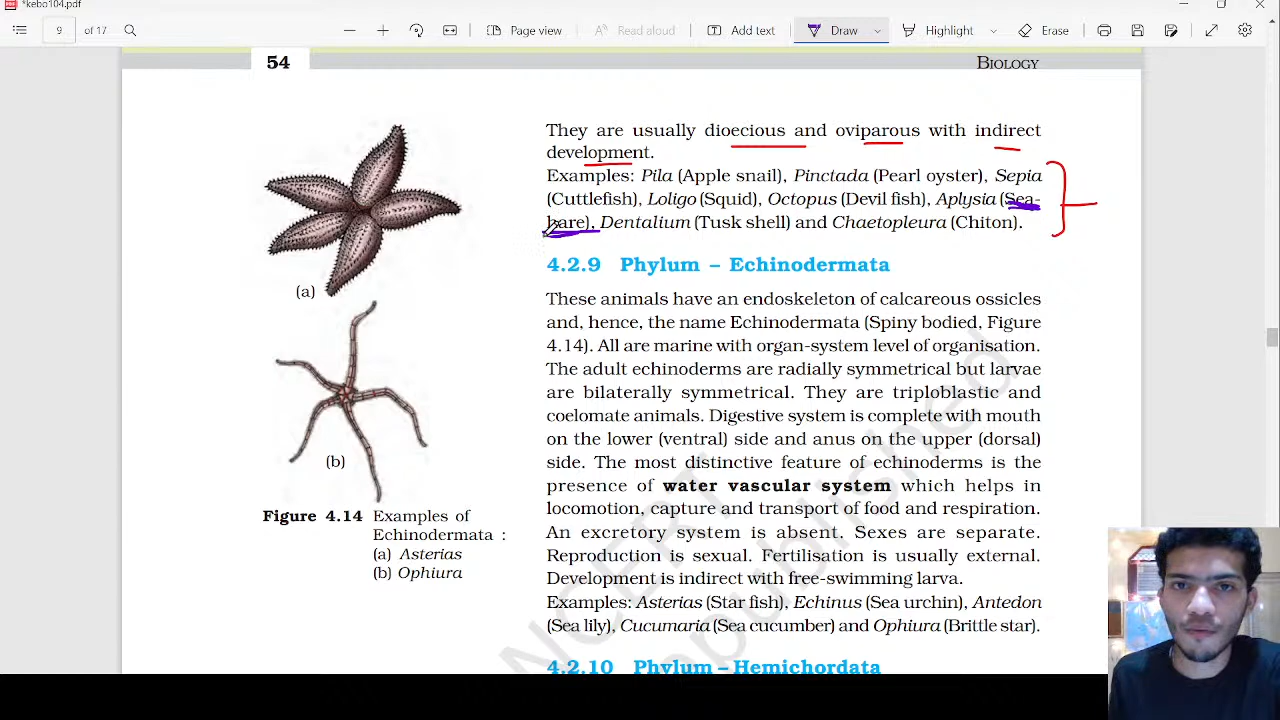 *kebo104.pdf
9 of 17 Page view Read aloud Add text Draw Highlight Erase
54 BIOLOGY
They are usually dioecious and oviparous with indirect
development.
Examples: Pila (Apple snail), Pinctada (Pearl oyster), Sepia
(Cuttlefish), Loligo (Squid), Octopus (Devil fish), Aplysia (Sea-
hare), Dentalium (Tusk shell) and Chaetopleura (Chiton).
4.2.9 Phylum – Echinodermata
These animals have an endoskeleton of calcareous ossicles
and, hence, the name Echinodermata (Spiny bodied, Figure
4.14). All are marine with organ-system level of organisation.
The adult echinoderms are radially symmetrical but larvae
are bilaterally symmetrical. They are triploblastic and
coelomate animals. Digestive system is complete with mouth
on the lower (ventral) side and anus on the upper (dorsal)
side. The most distinctive feature of echinoderms is the
presence of water vascular system which helps in
locomotion, capture and transport of food and respiration.
An excretory system is absent. Sexes are separate.
Reproduction is sexual. Fertilisation is usually external.
Development is indirect with free-swimming larva.
Examples: Asterias (Star fish), Echinus (Sea urchin), Antedon
(Sea lily), Cucumaria (Sea cucumber) and Ophiura (Brittle star).
4.2.10 Phylum – Hemichordata
(a)
(b)
Figure 4.14 Examples of
Echinodermata :
(a) Asterias
(b) Ophiura
NCERT
republished